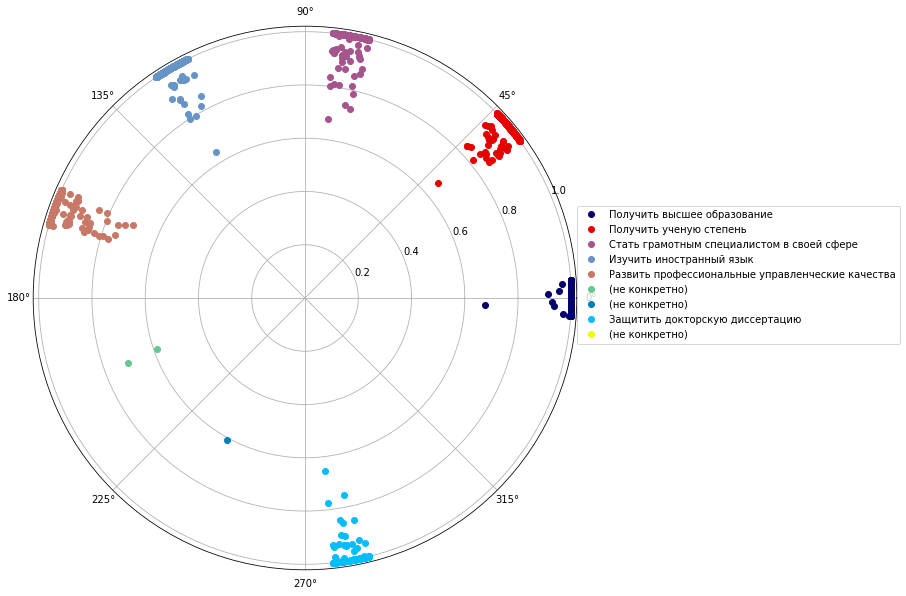 90°
135°
45°
1.0
0.8
0.6
0.4
0.2
180°
0°
225°
315°
270°
Получить высшее образование
Получить ученую степень
Стать грамотным специалистом в своей сфере
Изучить иностранный язык
Развить профессиональные управленческие качества
(не конкретно)
(не конкретно)
Защитить докторскую диссертацию
(не конкретно)